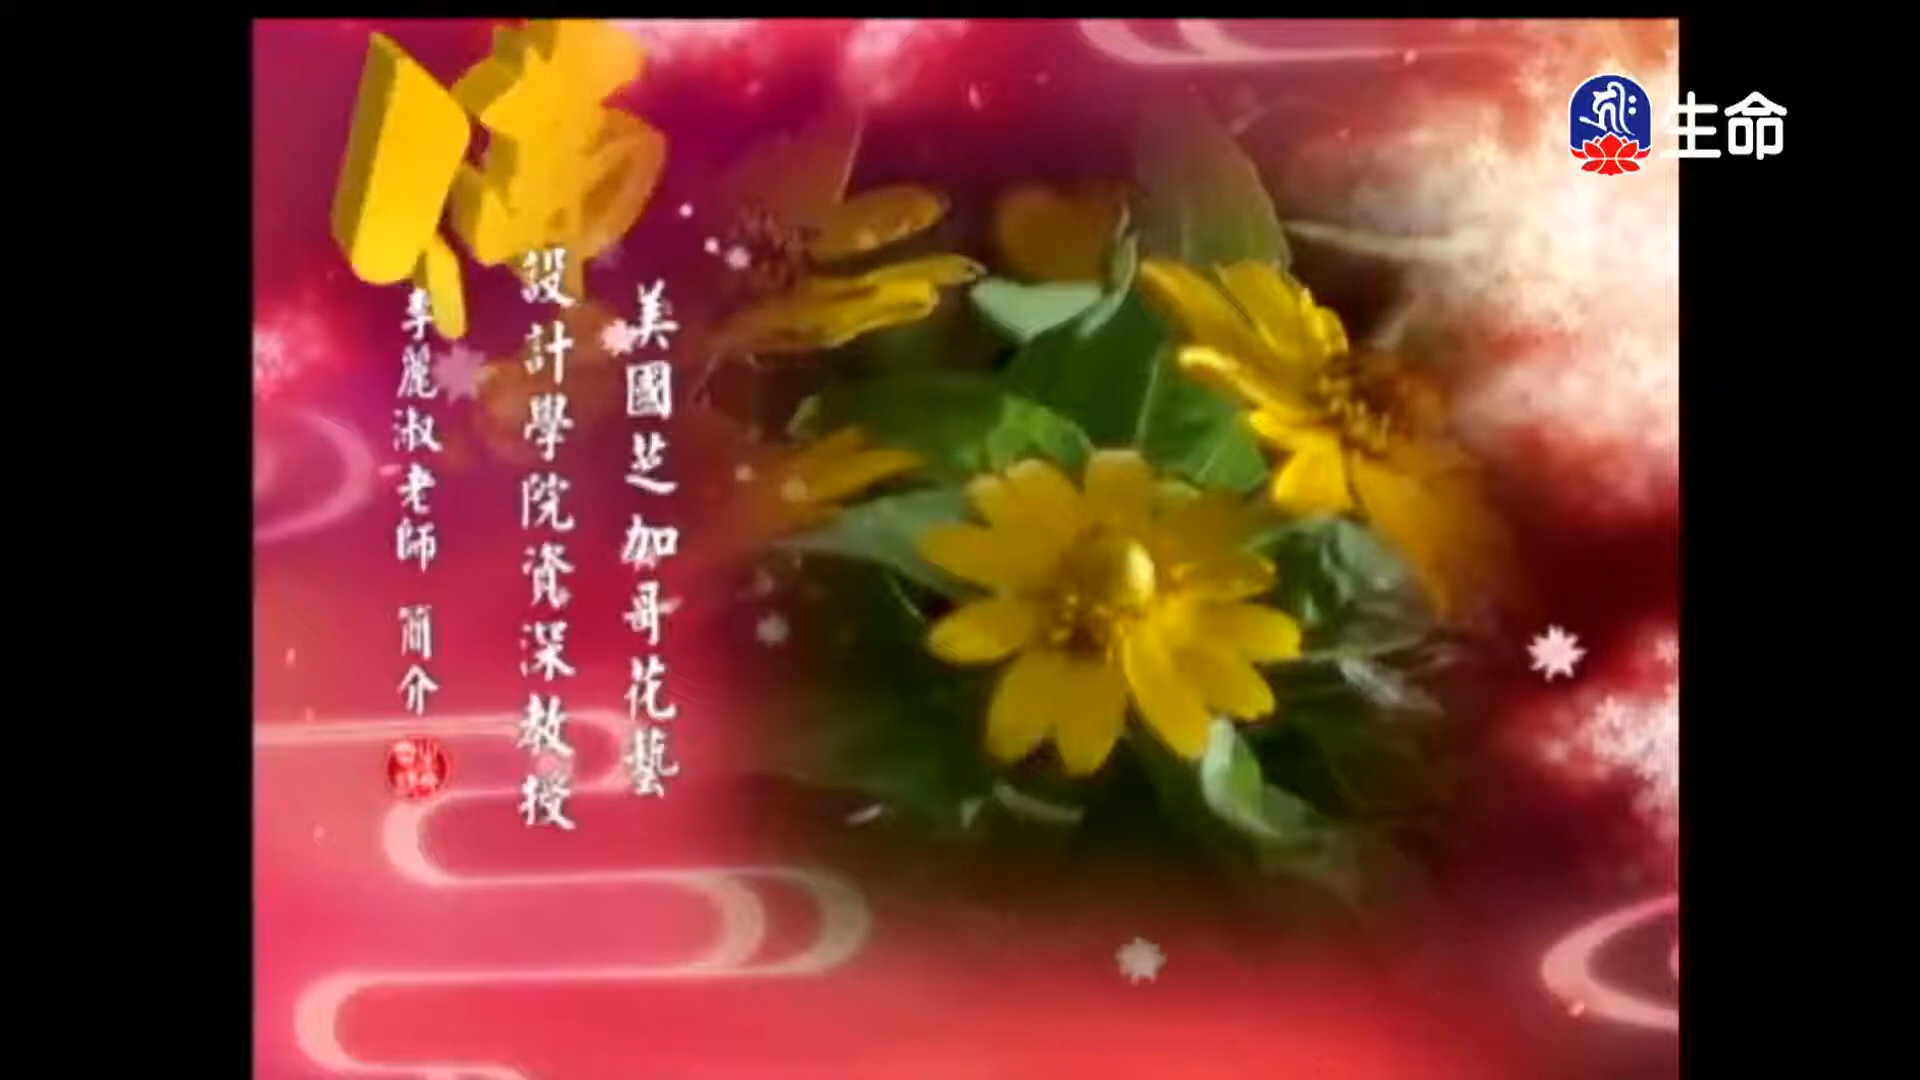 美國芝加哥花藝
設計學院資深教授
李麗淑老師 簡介
生命